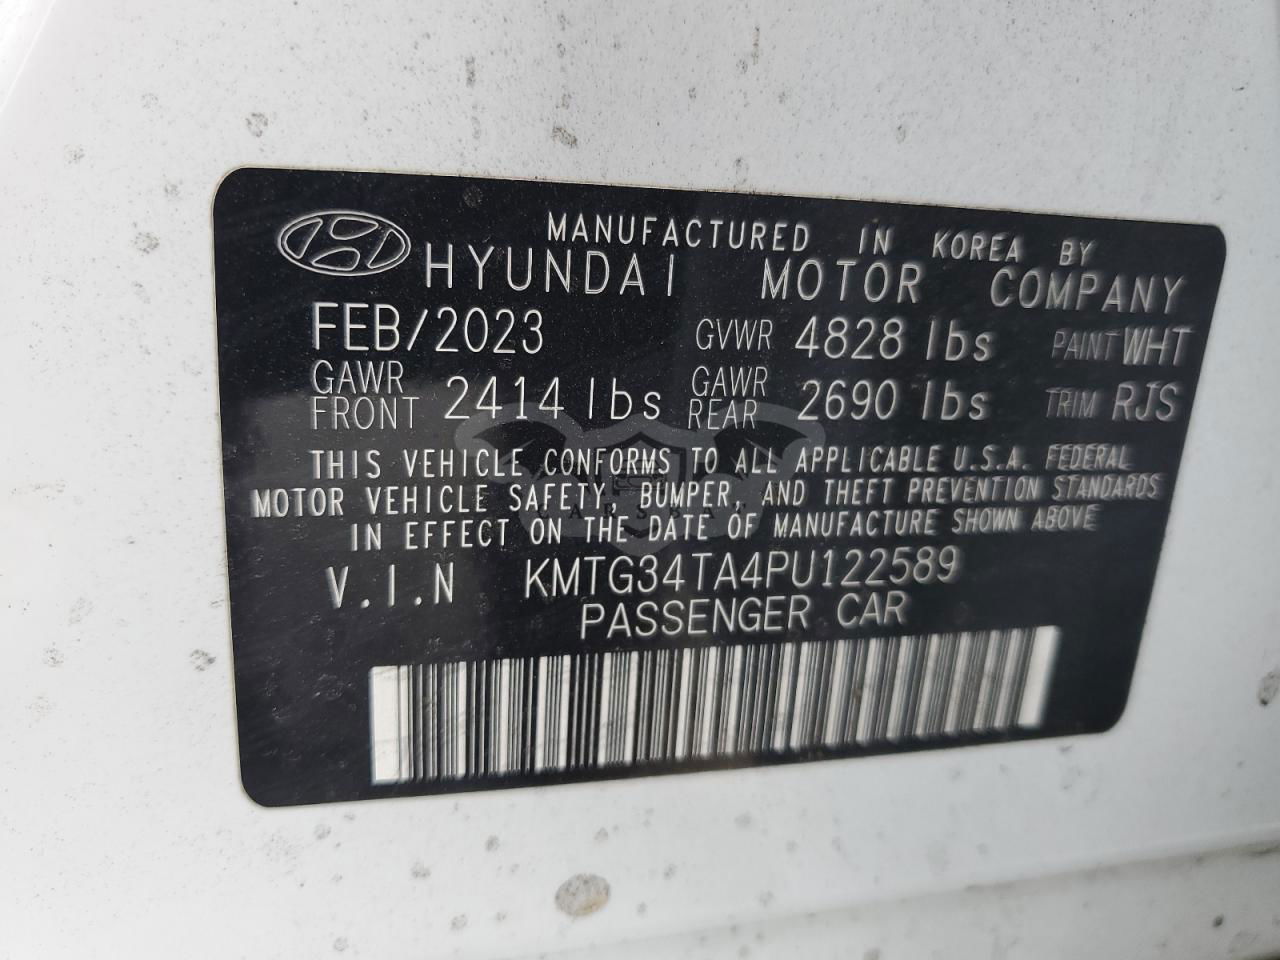 MANUFACTURED IN KOREA BY
HYUNDAI MOTOR COMPANY
FEB/2023 GVWR 4828 lbs PAINT WHT
GAWR FRONT 2414 lbs GAWR REAR 2690 lbs TRIM RJS
THIS VEHICLE CONFORMS TO ALL APPLICABLE U.S.A. FEDERAL
MOTOR VEHICLE SAFETY, BUMPER, AND THEFT PREVENTION STANDARDS
IN EFFECT ON THE DATE OF MANUFACTURE SHOWN ABOVE
V.I.N KMTG34TA4PU122589
PASSENGER CAR